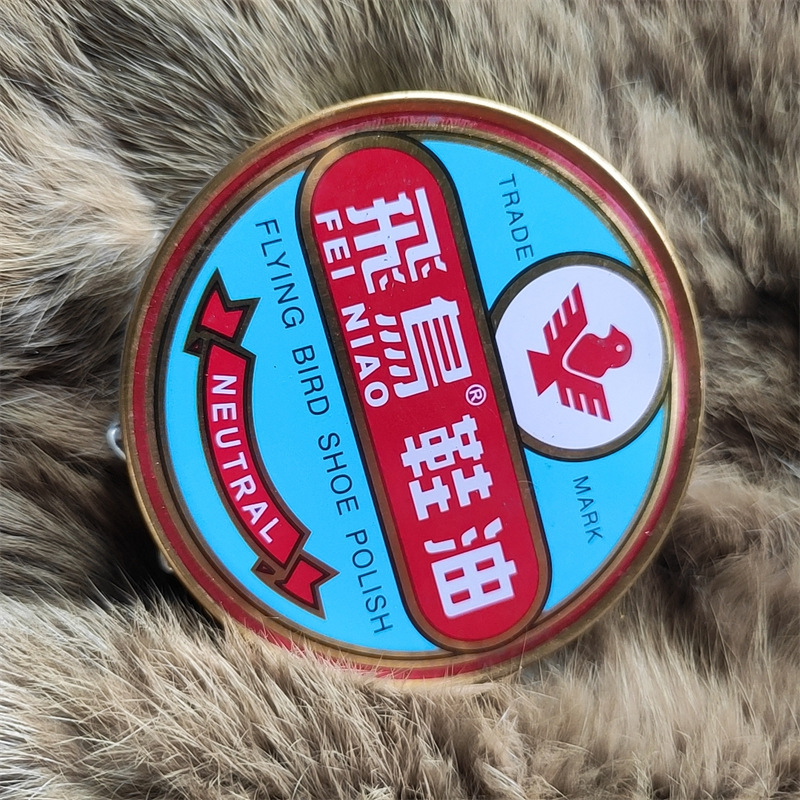 TRADE MARK
飛鳥®鞋油
FEI NIAO
FLYING BIRD SHOE POLISH
NEUTRAL